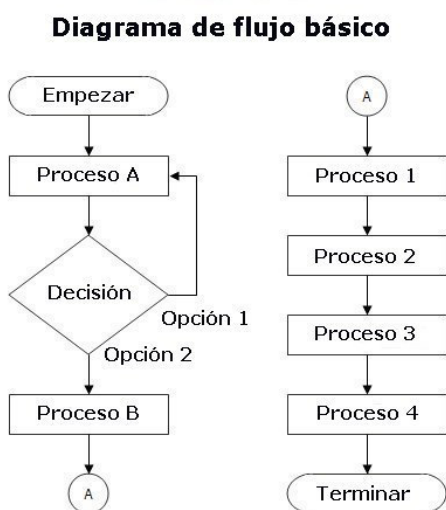 Diagrama de flujo básico
Empezar
Proceso A
Decisión
Opción 1
Opción 2
Proceso B
A
A
Proceso 1
Proceso 2
Proceso 3
Proceso 4
Terminar